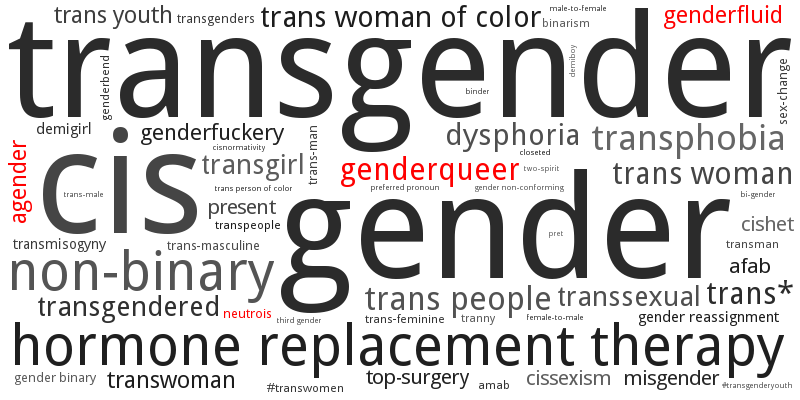 trans youth
transgenders
trans woman of color
male-to-female
binarism
genderfluid
transgender
genderbend
binder
demiboy
sex-change
demigirl
genderfuckery
cisnormativity
trans-man
dysphoria
closeted
transphobia
agender
cis
trans-male
transgirl
genderqueer
two-spirit
trans woman
trans person of color
preferred pronoun
gender non-conforming
bi-gender
present
transpeople
gender
pret
cishet
transmisogyny
trans-masculine
transman
non-binary
afab
transgendered
neutrois
third gender
trans people
transsexual
trans*
trans-feminine
tranny
female-to-male
gender reassignment
hormone replacement therapy
gender binary
transwoman
#transwomen
top-surgery
amab
cissexism
misgender
#transgenderyouth